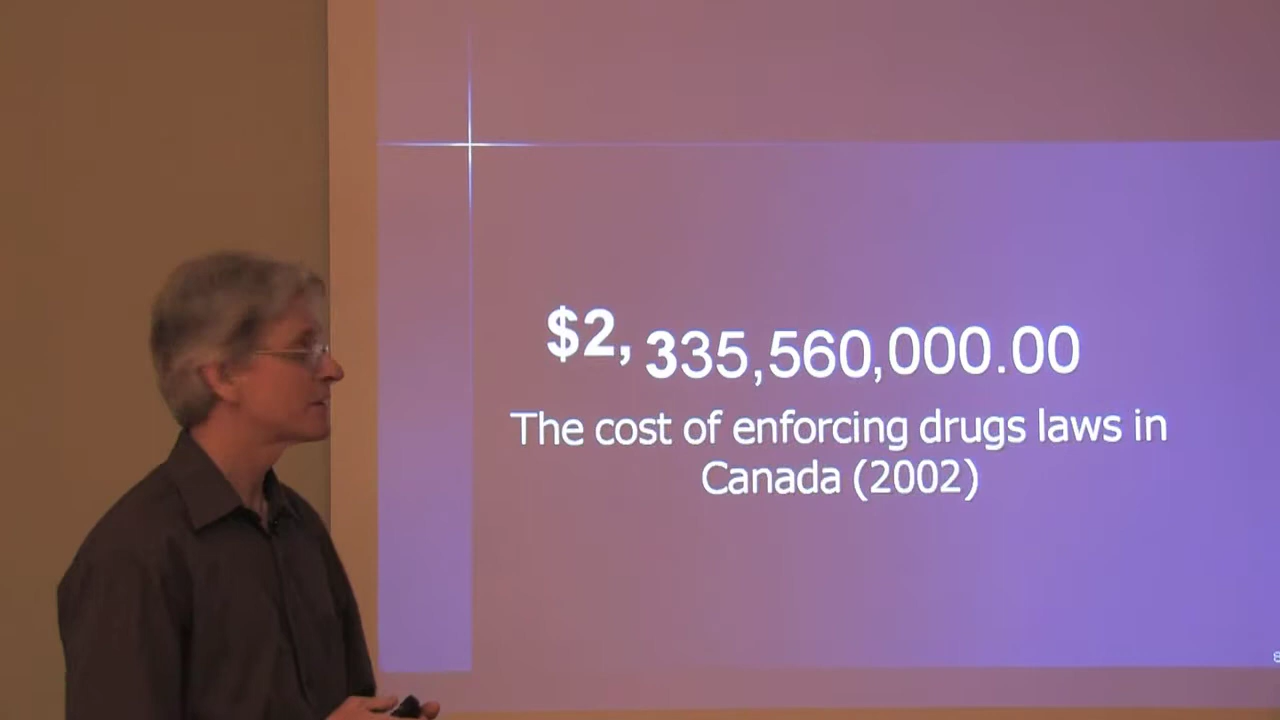 $2, 335,560,000.00
The cost of enforcing drugs laws in
Canada (2002)